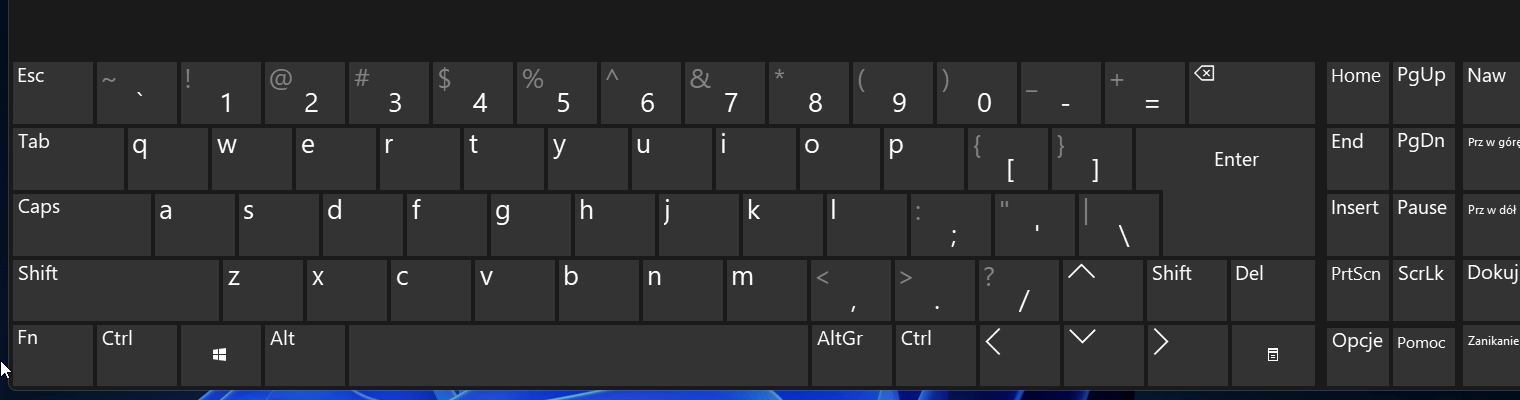 Esc ~ ` ! 1 @ 2 # 3 $ 4 % 5 ^ 6 & 7 * 8 ( 9 ) 0 _ - + = Home PgUp Naw
Tab q w e r t y u i o p { [ } ] Enter End PgDn Prz w górę
Caps a s d f g h j k l : ; " ' | \ Insert Pause Prz w dół
Shift z x c v b n m < , > . ? / Shift Del PrtScn ScrLk Dokuj
Fn Ctrl Alt AltGr Ctrl Opcje Pomoc Zanikanie